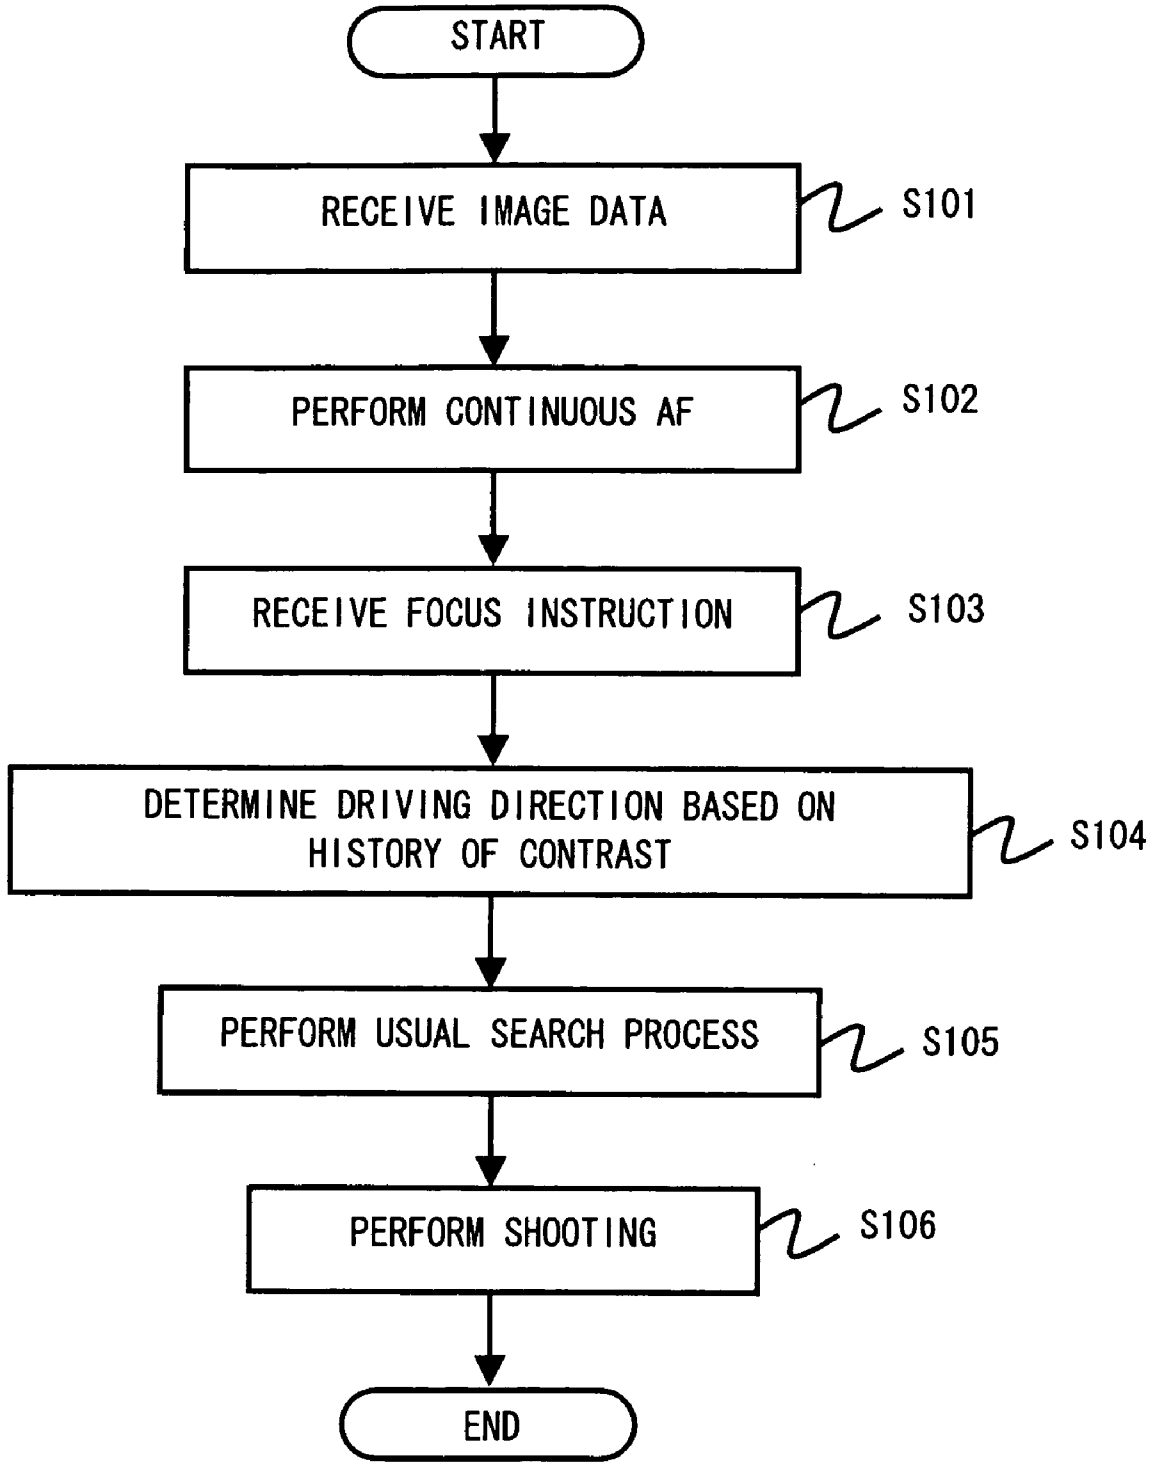 START
RECEIVE IMAGE DATA
S101
PERFORM CONTINUOUS AF
S102
RECEIVE FOCUS INSTRUCTION
S103
DETERMINE DRIVING DIRECTION BASED ON
HISTORY OF CONTRAST
S104
PERFORM USUAL SEARCH PROCESS
S105
PERFORM SHOOTING
S106
END